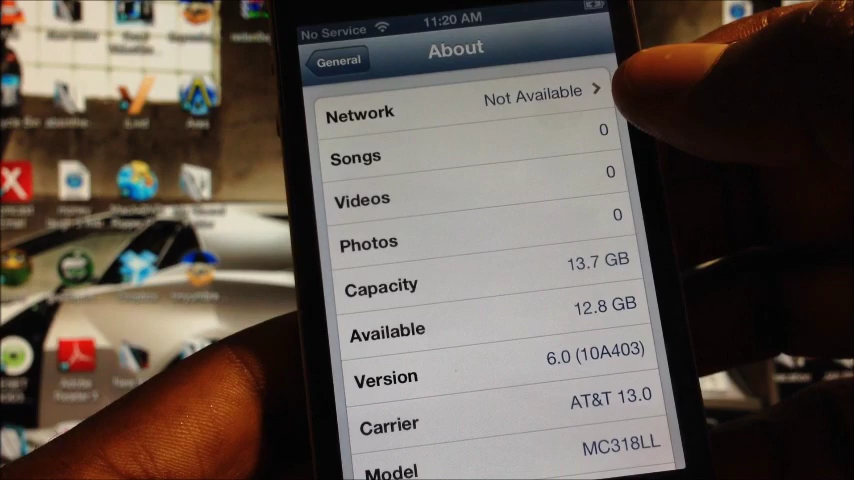 No Service 11:20 AM
General
About
Network Not Available
Songs 0
Videos 0
Photos 0
Capacity 13.7 GB
Available 12.8 GB
Version 6.0 (10A403)
Carrier AT&T 13.0
Model MC318LL
Adobe